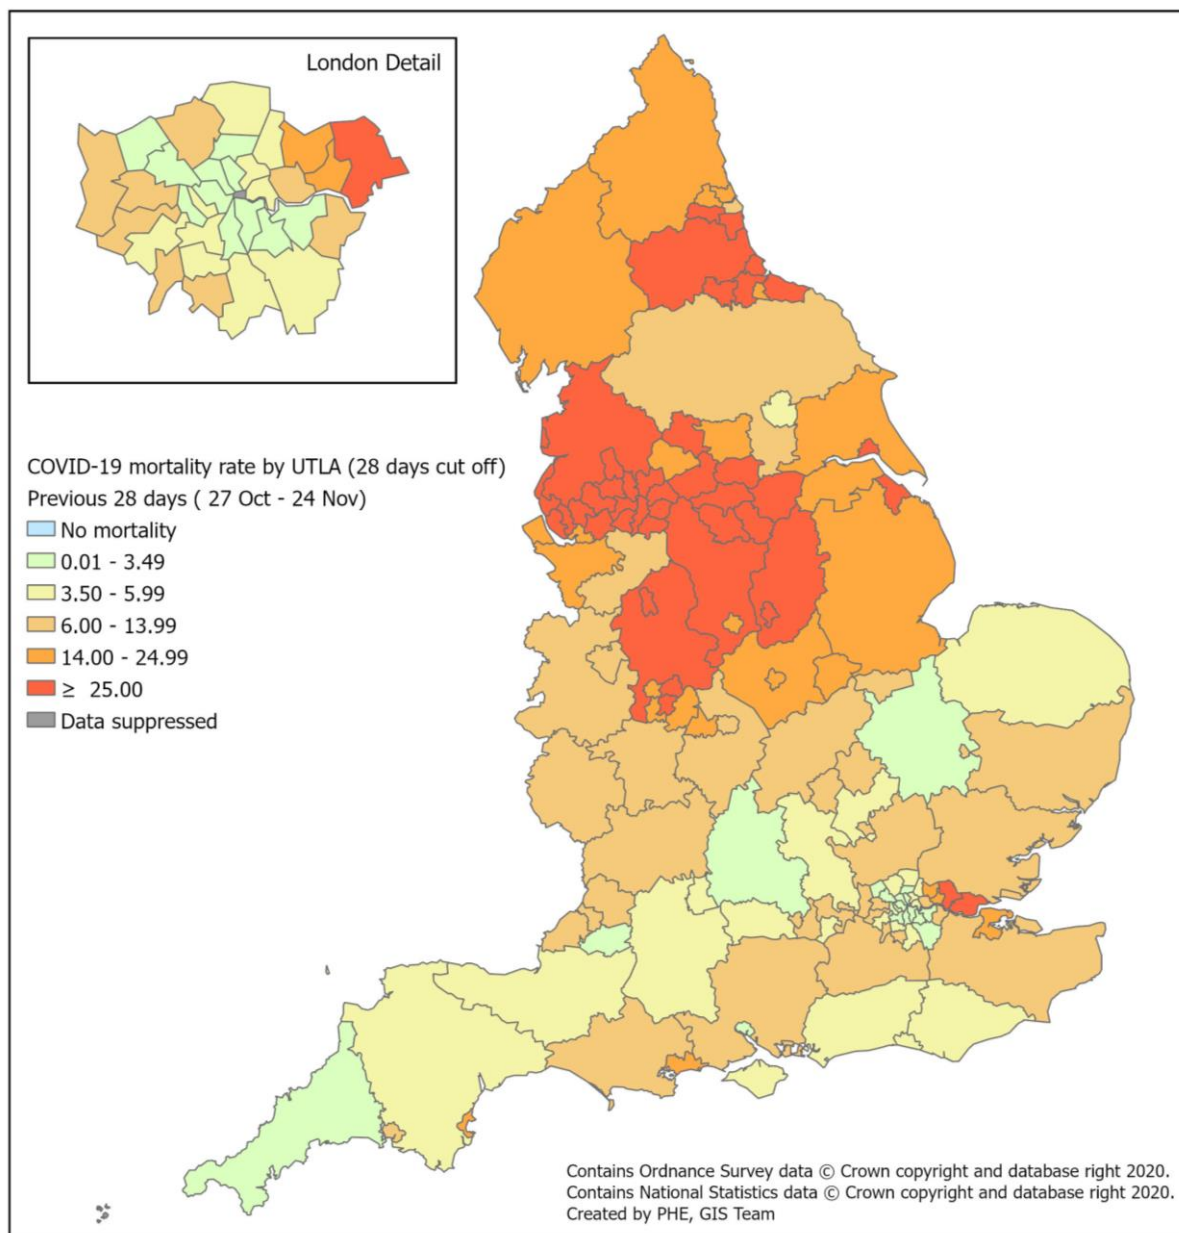 London Detail
COVID-19 mortality rate by UTLA (28 days cut off)
Previous 28 days ( 27 Oct - 24 Nov)
No mortality
0.01 - 3.49
3.50 - 5.99
6.00 - 13.99
14.00 - 24.99
≥ 25.00
Data suppressed
Contains Ordnance Survey data © Crown copyright and database right 2020.
Contains National Statistics data © Crown copyright and database right 2020.
Created by PHE, GIS Team